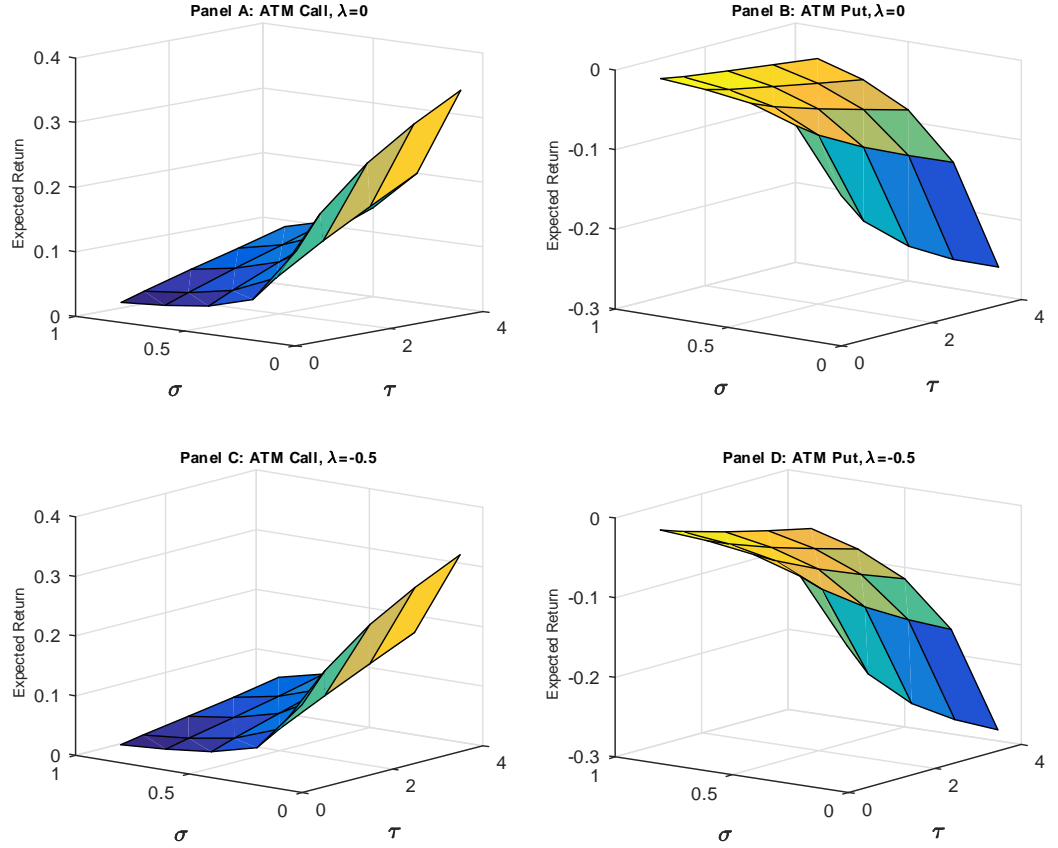 Panel A: ATM Call, λ=0
Expected Return
0.4
0.3
0.2
0.1
0
1
0.5
0
0
2
4
σ
τ
Panel B: ATM Put, λ=0
Expected Return
0
-0.1
-0.2
-0.3
1
0.5
0
0
2
4
σ
τ
Panel C: ATM Call, λ=-0.5
Expected Return
0.4
0.3
0.2
0.1
0
1
0.5
0
0
2
4
σ
τ
Panel D: ATM Put, λ=-0.5
Expected Return
0
-0.1
-0.2
-0.3
1
0.5
0
0
2
4
σ
τ